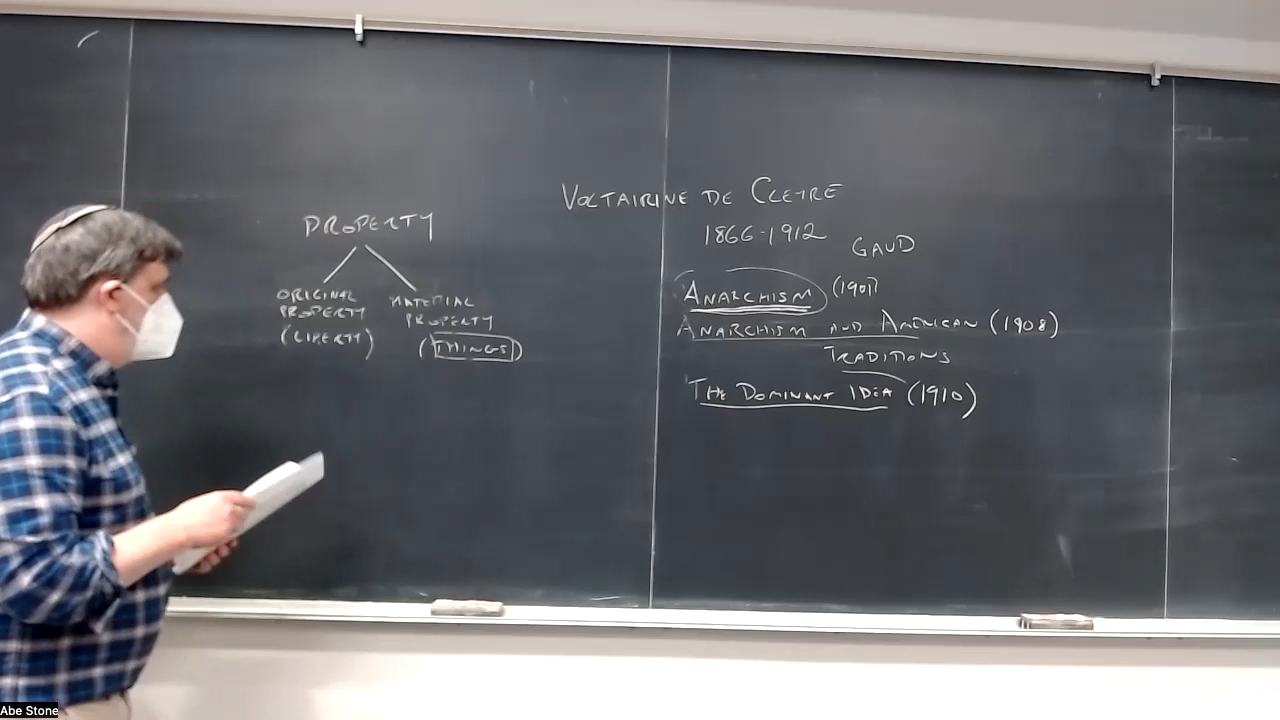 VOLTAIRINE DE CLEYRE
1866-1912
GAUD
PROPERTY
ORIGINAL
PROPERTY
(LIBERTY)
MATERIAL
PROPERTY
(THINGS)
ANARCHISM (1901)
ANARCHISM AND AMERICAN (1908)
TRADITIONS
THE DOMINANT IDEA (1910)
Abe Stone